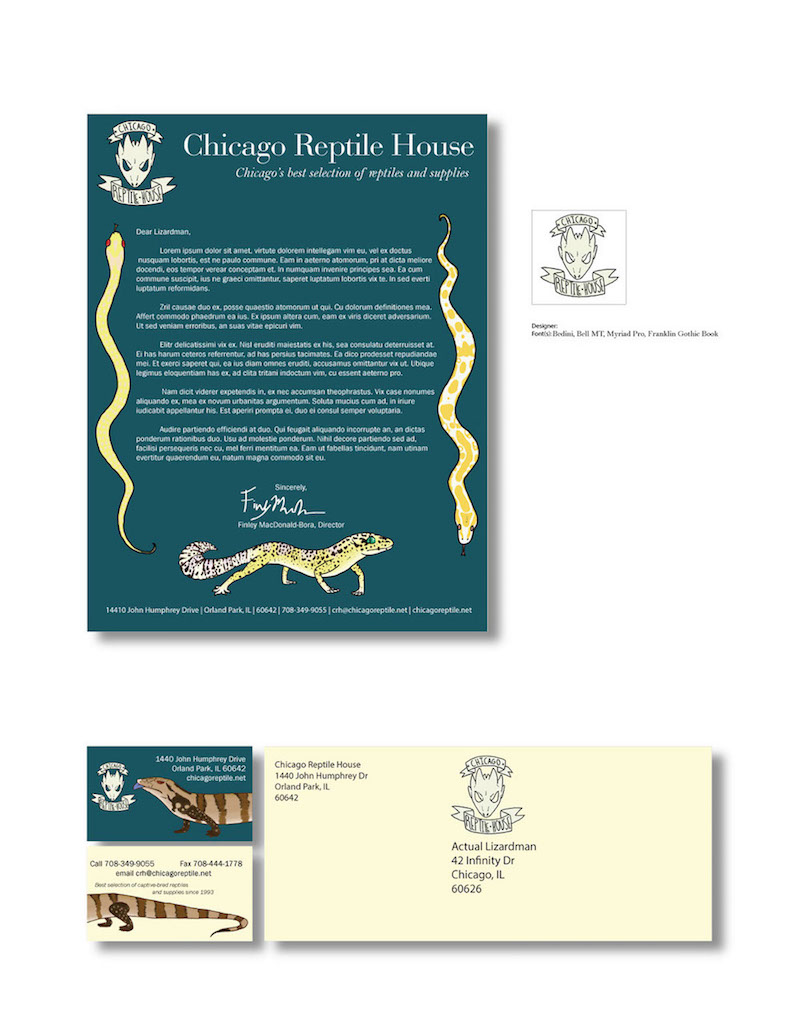 CHICAGO
REPTILE·HOUSE
Chicago Reptile House
Chicago's best selection of reptiles and supplies
Dear Lizardman,
Lorem ipsum dolor sit amet, virtute dolorem intellegam vim eu, vel ex doctus
nusquam lobortis, est ne paulo commune. Eam in aeterno atomorum, pri at dicta meliore
docendi, eos tempor verear conceptam et. In numquam invenire principes sea. Ea cum
commune suscipit, ius ne graeci omittantur, saperet luptatum lobortis vix te. In sed everti
luptatum reformidans.
Zril causae duo ex, posse quaestio atomorum ut qui. Cu dolorum definitiones mea.
Affert commodo phaedrum ea ius. Ex ipsum altera cum, eam ex viris diceret adversarium.
Ut sed veniam erroribus, an suas vitae epicuri vim.
Elitr delicatissimi vix ex. Nisl eruditi maiestatis ex his, sea consulatu deterruisset at.
Ei has harum ceteros referrentur, ad has persius tacimates. Ea dico prodesset repudiandae
mei. Et exerci saperet qui, ea ius diam omnes eruditi, accusamus omittantur vix ut. Ubique
legimus eloquentiam has ex, ad clita tritani indoctum vim, cu essent aeterno pro.
Nam dicit viderer expetendis in, ex nec accumsan theophrastus. Vix case nonumes
aliquando ex, mea ex novum urbanitas argumentum. Soluta mucius cum ad, in iriure
iudicabit appellantur his. Est aperiri prompta ei, duo ei consul semper voluptaria.
Audire partiendo efficiendi at duo. Qui feugait aliquando incorrupte an, an dictas
ponderum rationibus duo. Usu ad molestie ponderum. Nihil decore partiendo sed ad,
facilisi persequeris nec cu, mel ferri mentitum ea. Eam ut fabellas tincidunt, nam utinam
evertitur quaerendum eu, natum magna commodo sit eu.
Sincerely,
Finley MacDonald-Bora, Director
14410 John Humphrey Drive | Orland Park, IL | 60642 | 708-349-9055 | crh@chicagoreptile.net | chicagoreptile.net
CHICAGO
REPTILE·HOUSE
Designer:
Font(s): Bodini, Bell MT, Myriad Pro, Franklin Gothic Book
CHICAGO
REPTILE·HOUSE
1440 John Humphrey Drive
Orland Park, IL 60642
chicagoreptile.net
Call 708-349-9055 Fax 708-444-1778
email crh@chicagoreptile.net
Best selection of captive-bred reptiles
and supplies since 1993
Chicago Reptile House
1440 John Humphrey Dr
Orland Park, IL
60642
CHICAGO
REPTILE·HOUSE
Actual Lizardman
42 Infinity Dr
Chicago, IL
60626